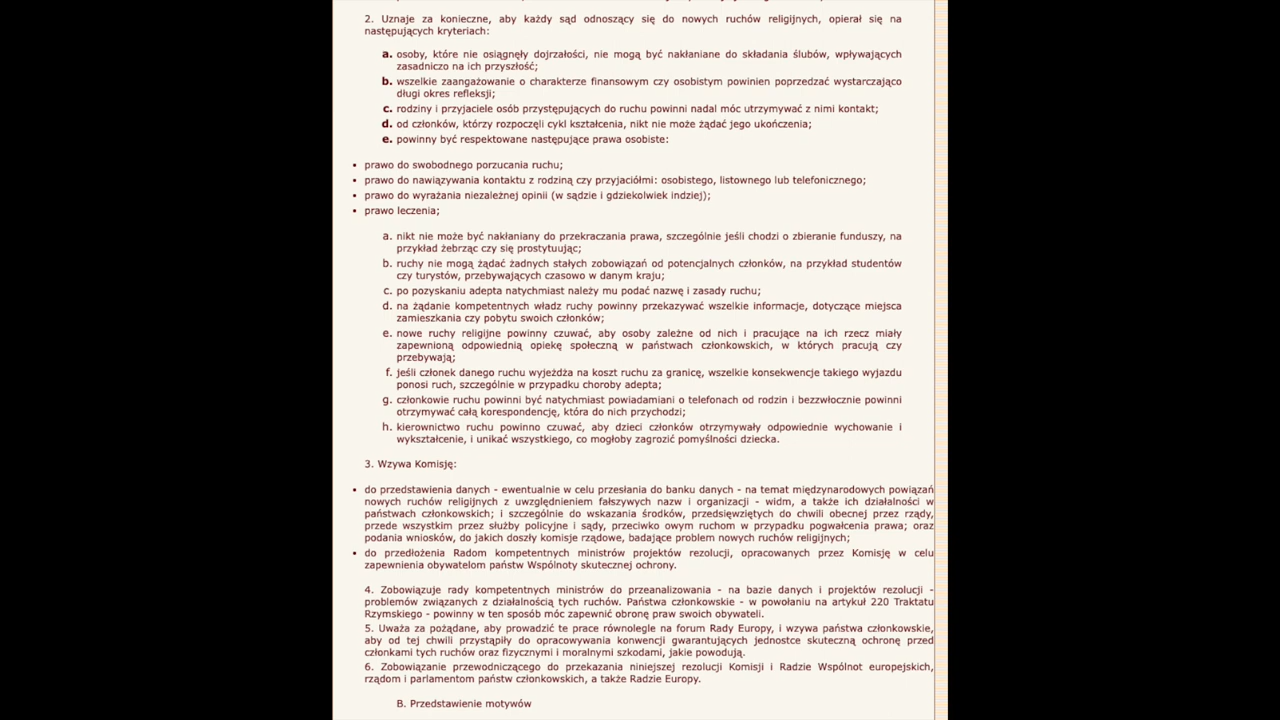 2. Uznaje za konieczne, aby każdy sąd odnoszący się do nowych ruchów religijnych, opierał się na
następujących kryteriach:
a. osoby, które nie osiągnęły dojrzałości, nie mogą być nakłaniane do składania ślubów, wpływających
zasadniczo na ich przyszłość;
b. wszelkie zaangażowanie o charakterze finansowym czy osobistym powinien poprzedzać wystarczająco
długi okres refleksji;
c. rodziny i przyjaciele osób przystępujących do ruchu powinni nadal móc utrzymywać z nimi kontakt;
d. od członków, którzy rozpoczęli cykl kształcenia, nikt nie może żądać jego ukończenia;
e. powinny być respektowane następujące prawa osobiste:
▪ prawo do swobodnego porzucania ruchu;
▪ prawo do nawiązywania kontaktu z rodziną czy przyjaciółmi: osobistego, listownego lub telefonicznego;
▪ prawo do wyrażania niezależnej opinii (w sądzie i gdziekolwiek indziej);
▪ prawo leczenia;
a. nikt nie może być nakłaniany do przekraczania prawa, szczególnie jeśli chodzi o zbieranie funduszy, na
przykład żebrząc czy się prostytuując;
b. ruchy nie mogą żądać żadnych stałych zobowiązań od potencjalnych członków, na przykład studentów
czy turystów, przebywających czasowo w danym kraju;
c. po pozyskaniu adepta natychmiast należy mu podać nazwę i zasady ruchu;
d. na żądanie kompetentnych władz ruchy powinny przekazywać wszelkie informacje, dotyczące miejsca
zamieszkania czy pobytu swoich członków;
e. nowe ruchy religijne powinny czuwać, aby osoby zależne od nich i pracujące na ich rzecz miały
zapewnioną odpowiednią opiekę społeczną w państwach członkowskich, w których pracują czy
przebywają;
f. jeśli członek danego ruchu wyjeżdża na koszt ruchu za granicę, wszelkie konsekwencje takiego wyjazdu
ponosi ruch, szczególnie w przypadku choroby adepta;
g. członkowie ruchu powinni być natychmiast powiadamiani o telefonach od rodzin i bezzwłocznie powinni
otrzymywać całą korespondencję, która do nich przychodzi;
h. kierownictwo ruchu powinno czuwać, aby dzieci członków otrzymywały odpowiednie wychowanie i
wykształcenie, i unikać wszystkiego, co mogłoby zagrozić pomyślności dziecka.
3. Wzywa Komisję:
▪ do przedstawienia danych - ewentualnie w celu przesłania do banku danych - na temat międzynarodowych powiązań
nowych ruchów religijnych z uwzględnieniem fałszywych nazw i organizacji - widm, a także ich działalności w
państwach członkowskich; i szczególnie do wskazania środków, przedsięwziętych do chwili obecnej przez rządy,
przede wszystkim przez służby policyjne i sądy, przeciwko owym ruchom w przypadku pogwałcenia prawa; oraz
podania wniosków, do jakich doszły komisje rządowe, badające problem nowych ruchów religijnych;
▪ do przedłożenia Radom kompetentnych ministrów projektów rezolucji, opracowanych przez Komisję w celu
zapewnienia obywatelom państw Wspólnoty skutecznej ochrony.
4. Zobowiązuje rady kompetentnych ministrów do przeanalizowania - na bazie danych i projektów rezolucji -
problemów związanych z działalnością tych ruchów. Państwa członkowskie - w powołaniu na artykuł 220 Traktatu
Rzymskiego - powinny w ten sposób móc zapewnić obronę praw swoich obywateli.
5. Uważa za pożądane, aby prowadzić te prace równolegle na forum Rady Europy, i wzywa państwa członkowskie,
aby od tej chwili przystąpiły do opracowywania konwencji gwarantujących jednostce skuteczną ochronę przed
członkami tych ruchów oraz fizycznymi i moralnymi szkodami, jakie powodują.
6. Zobowiązanie przewodniczącego do przekazania niniejszej rezolucji Komisji i Radzie Wspólnot europejskich,
rządom i parlamentom państw członkowskich, a także Radzie Europy.
B. Przedstawienie motywów